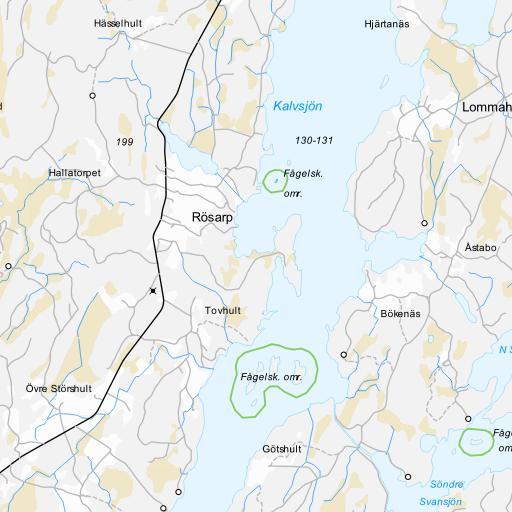 Hässelhult
Hjärtanäs
Kalvsjön
Lommah
199
130-131
Hallatorpet
Fågelsk.
omr.
Rösarp
Åstabo
Tovhult
Bökenäs
N S
Övre Störshult
Fågelsk. omr.
Fåg
om
Götshult
Söndre
Svansjön